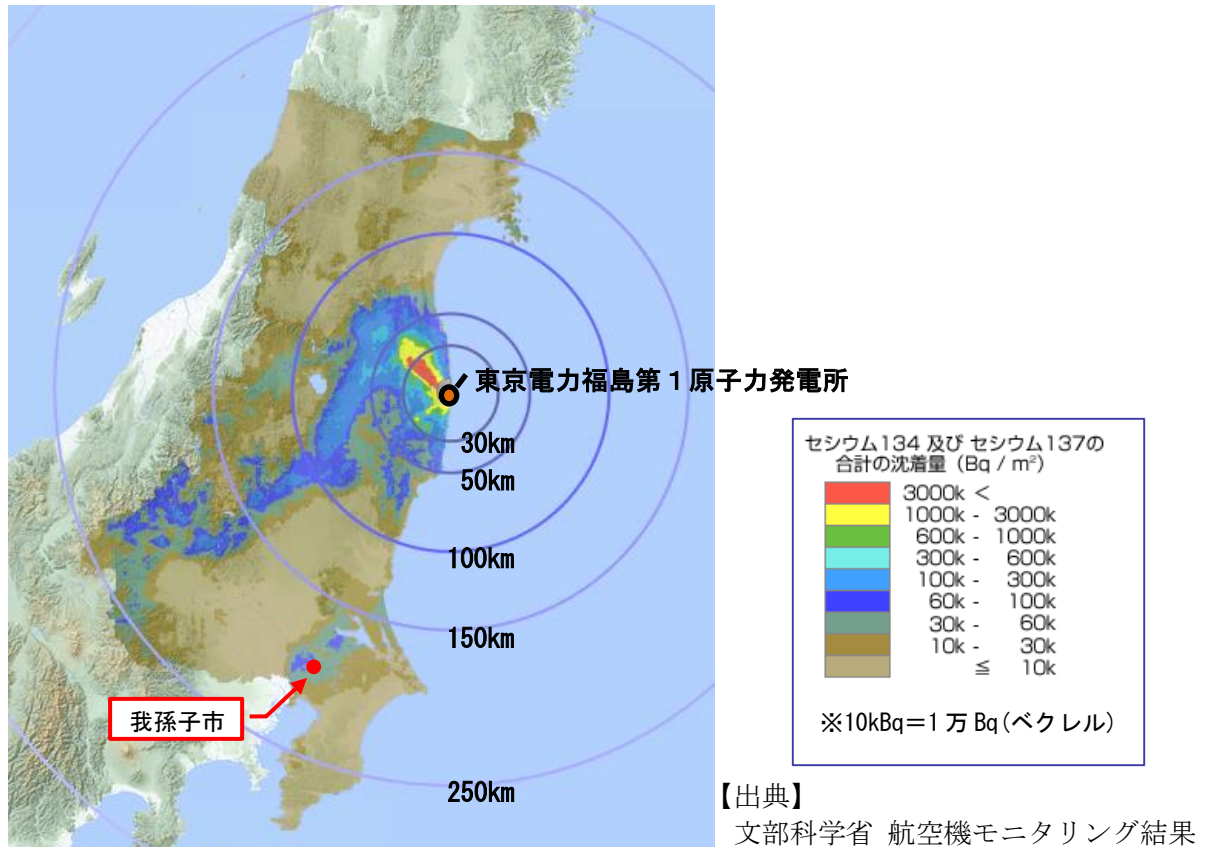 東京電力福島第1原子力発電所
30km
50km
100km
150km
250km
我孫子市
セシウム134 及び セシウム137の
合計の沈着量 (Bq / m²)
3000k <
1000k - 3000k
600k - 1000k
300k - 600k
100k - 300k
60k - 100k
30k - 60k
10k - 30k
≦ 10k
※10kBq＝1万Bq(ベクレル)
【出典】
文部科学省 航空機モニタリング結果